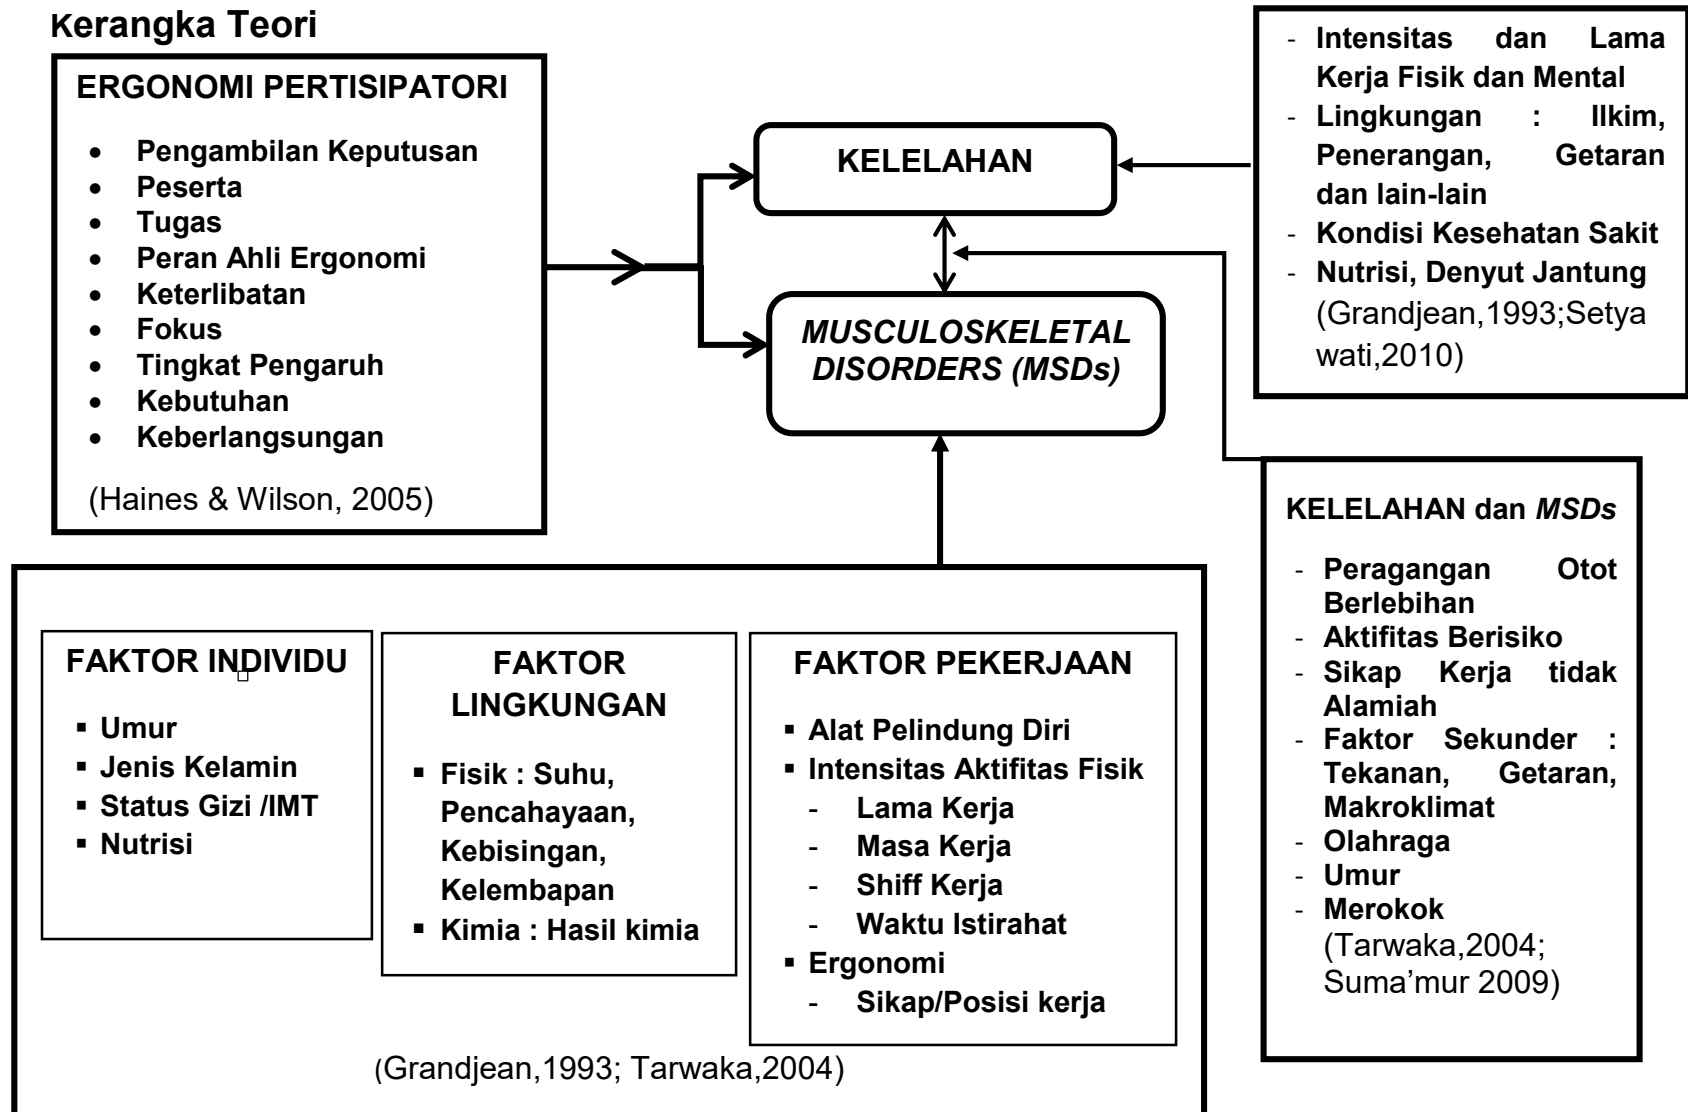 Kerangka Teori
ERGONOMI PERTISIPATORI
• Pengambilan Keputusan
• Peserta
• Tugas
• Peran Ahli Ergonomi
• Keterlibatan
• Fokus
• Tingkat Pengaruh
• Kebutuhan
• Keberlangsungan
(Haines & Wilson, 2005)
KELELAHAN
MUSCULOSKELETAL
DISORDERS (MSDs)
- Intensitas dan Lama
Kerja Fisik dan Mental
- Lingkungan : Ilkim,
Penerangan, Getaran
dan lain-lain
- Kondisi Kesehatan Sakit
- Nutrisi, Denyut Jantung
(Grandjean,1993;Setya
wati,2010)
KELELAHAN dan MSDs
- Peragangan Otot
Berlebihan
- Aktifitas Berisiko
- Sikap Kerja tidak
Alamiah
- Faktor Sekunder :
Tekanan, Getaran,
Makroklimat
- Olahraga
- Umur
- Merokok
(Tarwaka,2004;
Suma’mur 2009)
FAKTOR INDIVIDU
▪ Umur
▪ Jenis Kelamin
▪ Status Gizi /IMT
▪ Nutrisi
FAKTOR
LINGKUNGAN
▪ Fisik : Suhu,
Pencahayaan,
Kebisingan,
Kelembapan
▪ Kimia : Hasil kimia
FAKTOR PEKERJAAN
▪ Alat Pelindung Diri
▪ Intensitas Aktifitas Fisik
- Lama Kerja
- Masa Kerja
- Shiff Kerja
- Waktu Istirahat
▪ Ergonomi
- Sikap/Posisi kerja
(Grandjean,1993; Tarwaka,2004)